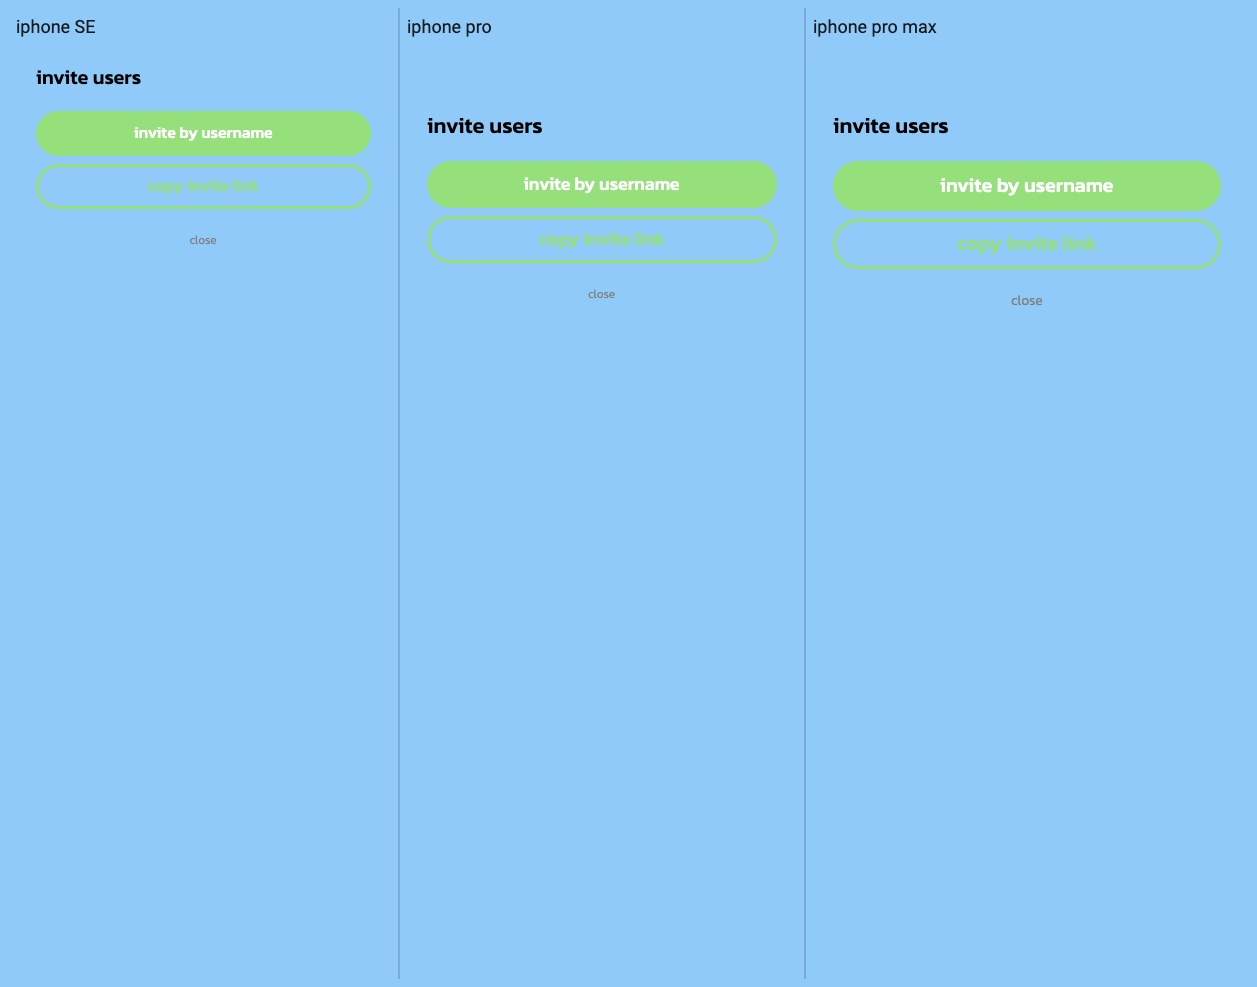 iphone SE
invite users
invite by username
copy invite link
close
iphone pro
invite users
invite by username
copy invite link
close
iphone pro max
invite users
invite by username
copy invite link
close